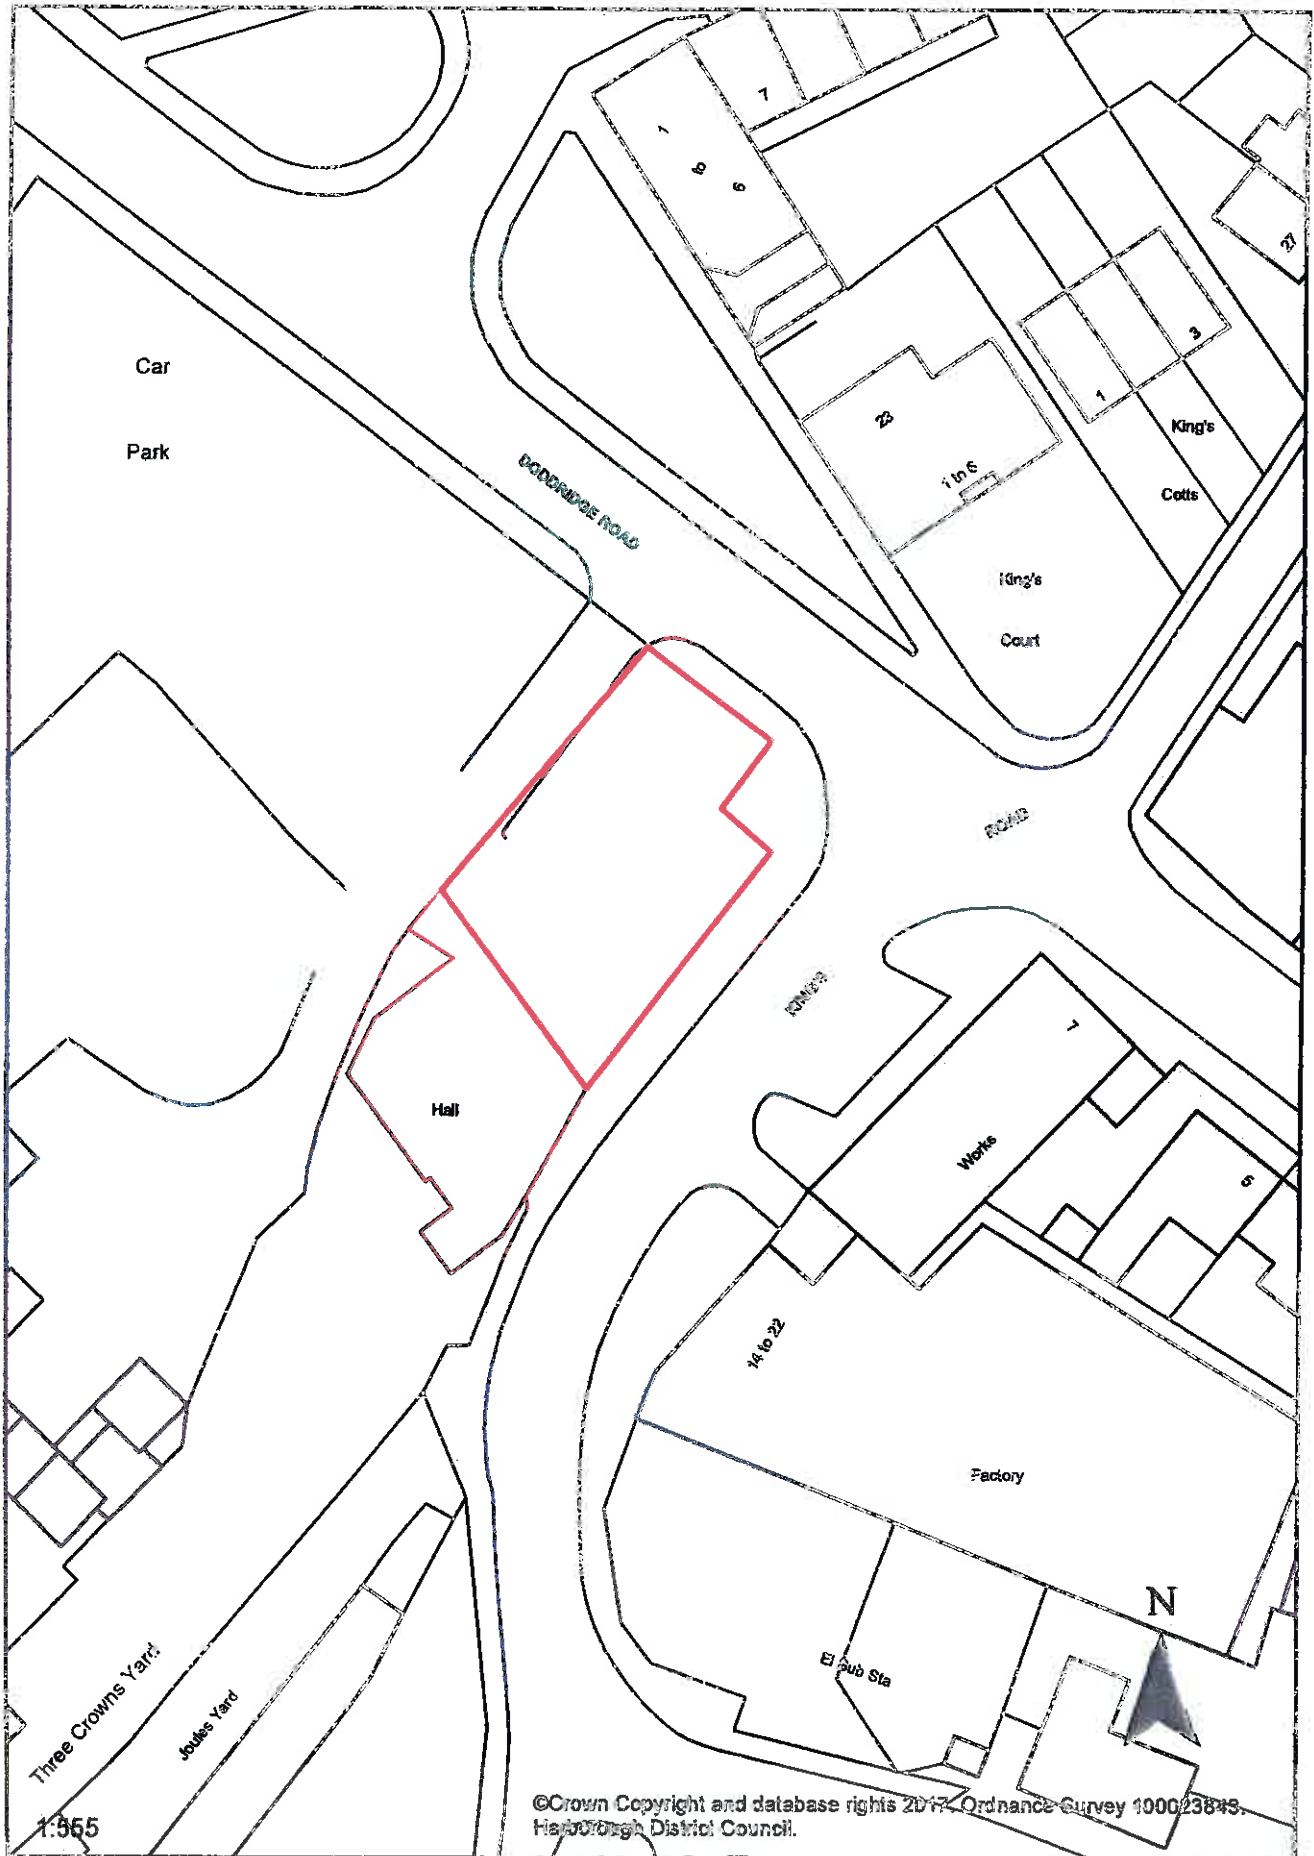 7
1
to
6
27
Car
Park
3
1
King's
Cotts
23
1 to 6
DODDRIDGE ROAD
King's
Court
ROAD
KING'S
7
Hall
Works
5
14 to 22
Factory
N
El Sub Sta
Three Crowns Yard
Joules Yard
1:565
©Crown Copyright and database rights 2017. Ordnance Survey 100023843.
Harborough District Council.